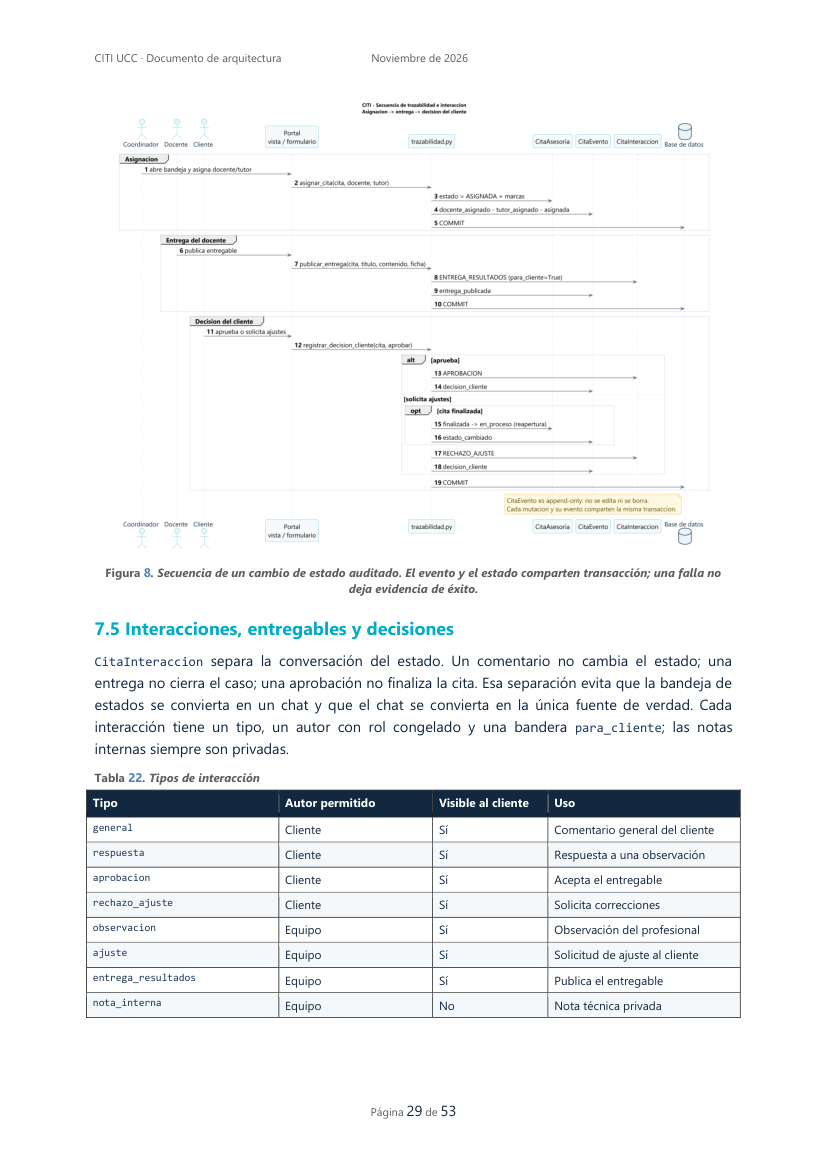 CITI UCC · Documento de arquitectura Noviembre de 2026
CITI - Secuencia de trazabilidad e interaccion
Asignacion -> entrega -> decision del cliente
Coordinador Docente Cliente Portal vista / formulario trazabilidad.py CitaAsesoria CitaEvento CitaInteraccion Base de datos
Asignacion
1 abre bandeja y asigna docente/tutor
2 asignar_cita(cita, docente, tutor)
3 estado = ASIGNADA + marcas
4 docente_asignado - tutor_asignado - asignada
5 COMMIT
Entrega del docente
6 publica entregable
7 publicar_entrega(cita, titulo, contenido, ficha)
8 ENTREGA_RESULTADOS (para_cliente=True)
9 entrega_publicada
10 COMMIT
Decision del cliente
11 aprueba o solicita ajustes
12 registrar_decision_cliente(cita, aprobar)
alt [aprueba]
13 APROBACION
14 decision_cliente
[solicita ajustes]
opt [cita finalizada]
15 finalizada -> en_proceso (reapertura)
16 estado_cambiado
17 RECHAZO_AJUSTE
18 decision_cliente
19 COMMIT
CitaEvento es append-only: no se edita ni se borra.
Cada mutacion y su evento comparten la misma transaccion.
Coordinador Docente Cliente Portal vista / formulario trazabilidad.py CitaAsesoria CitaEvento CitaInteraccion Base de datos
Figura 8. Secuencia de un cambio de estado auditado. El evento y el estado comparten transacción; una falla no
deja evidencia de éxito.
7.5 Interacciones, entregables y decisiones
CitaInteraccion separa la conversación del estado. Un comentario no cambia el estado; una
entrega no cierra el caso; una aprobación no finaliza la cita. Esa separación evita que la bandeja de
estados se convierta en un chat y que el chat se convierta en la única fuente de verdad. Cada
interacción tiene un tipo, un autor con rol congelado y una bandera para_cliente; las notas
internas siempre son privadas.
Tabla 22. Tipos de interacción
Tipo Autor permitido Visible al cliente Uso
general Cliente Sí Comentario general del cliente
respuesta Cliente Sí Respuesta a una observación
aprobacion Cliente Sí Acepta el entregable
rechazo_ajuste Cliente Sí Solicita correcciones
observacion Equipo Sí Observación del profesional
ajuste Equipo Sí Solicitud de ajuste al cliente
entrega_resultados Equipo Sí Publica el entregable
nota_interna Equipo No Nota técnica privada
Página 29 de 53